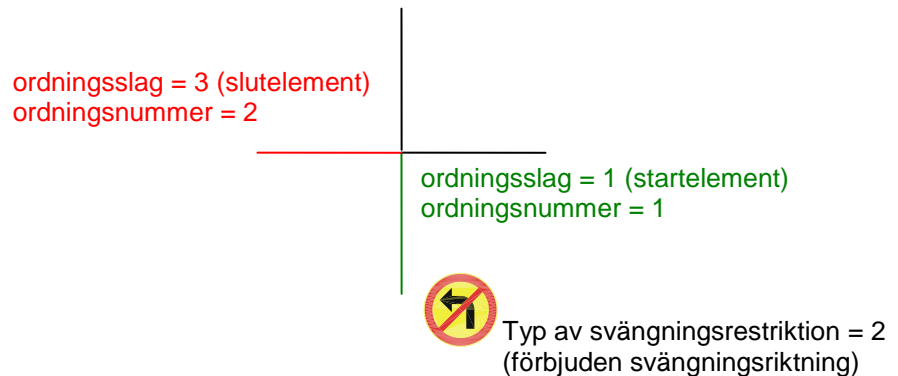 ordningsslag = 3 (slutelement)
ordningsnummer = 2
ordningsslag = 1 (startelement)
ordningsnummer = 1
Typ av svängningsrestriktion = 2
(förbjuden svängningsriktning)